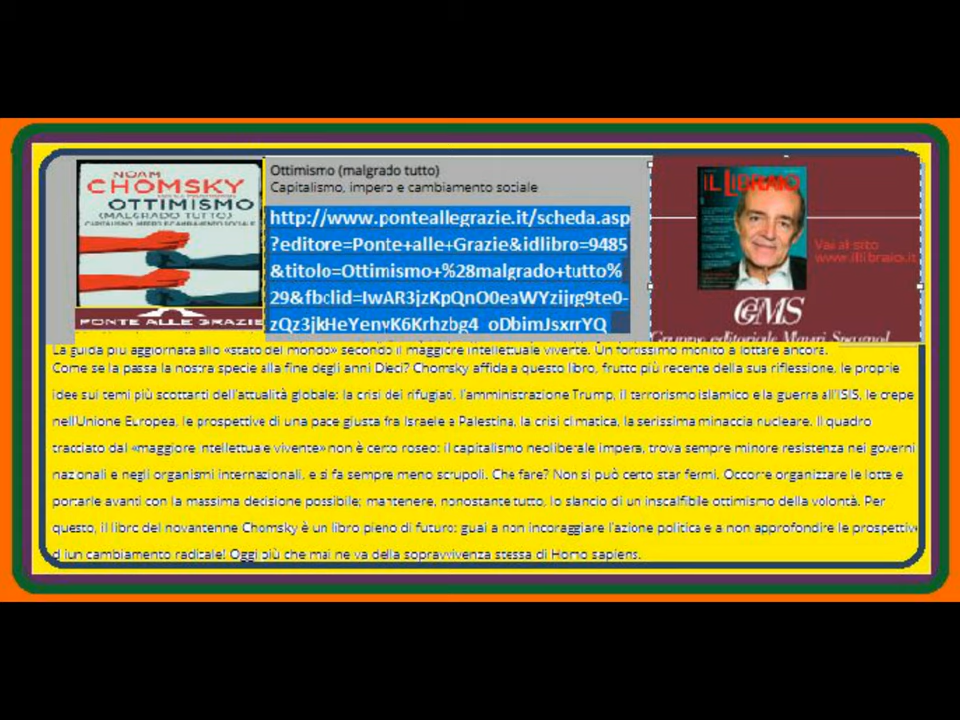 NOAM
CHOMSKY
OTTIMISMO
(MALGRADO TUTTO)
CAPITALISMO, IMPERO E CAMBIAMENTO SOCIALE
PONTE ALLE GRAZIE
Ottimismo (malgrado tutto)
Capitalismo, impero e cambiamento sociale
http://www.ponteallegrazie.it/scheda.asp
?editore=Ponte+alle+Grazie&idlibro=9485
&titolo=Ottimismo+%28malgrado+tutto%
29&fbclid=IwAR3jzKpQnO0eaWYzijrg9te0-
zQz3jkHeYenvK6Krhzbg4_oDbimJsxrrYQ
IL LIBRAIO
Vai al sito
www.illibraio.it
GeMS
Gruppo editoriale Mauri Spagnol
La guida più aggiornata allo «stato del mondo» secondo il maggiore intellettuale vivente. Un fortissimo monito a lottare ancora.
Come se la passa la nostra specie alla fine degli anni Dieci? Chomsky affida a questo libro, frutto più recente della sua riflessione, le proprie
idee sui temi più scottanti dell'attualità globale: la crisi dei rifugiati, l'amministrazione Trump, il terrorismo islamico e la guerra all'ISIS, le crepe
nell'Unione Europea, le prospettive di una pace giusta fra Israele e Palestina, la crisi climatica, la serissima minaccia nucleare. Il quadro
tracciato dal «maggiore intellettuale vivente» non è certo roseo: il capitalismo neoliberale impera, trova sempre minore resistenza nei governi
nazionali e negli organismi internazionali, e si fa sempre meno scrupoli. Che fare? Non si può certo star fermi. Occorre organizzare le lotte e
portarle avanti con la massima decisione possibile; mantenere, nonostante tutto, lo slancio di un inscalfibile ottimismo della volontà. Per
questo, il libro del novantenne Chomsky è un libro pieno di futuro: guai a non incoraggiare l'azione politica e a non approfondire le prospettive
di un cambiamento radicale! Oggi più che mai ne va della sopravvivenza stessa di Homo sapiens.